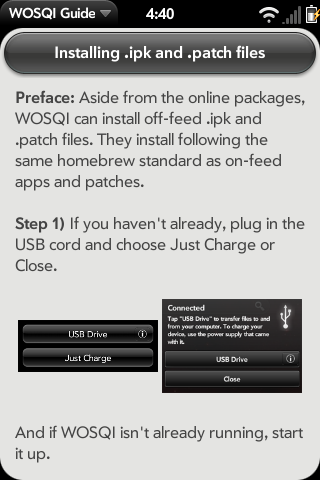 WOSQI Guide
4:40
Installing .ipk and .patch files
Preface: Aside from the online packages,
WOSQI can install off-feed .ipk and
.patch files. They install following the
same homebrew standard as on-feed
apps and patches.
Step 1) If you haven't already, plug in the
USB cord and choose Just Charge or
Close.
USB Drive
Just Charge
Connected
Tap "USB Drive" to transfer files to and
from your computer. To charge your
device, use the power supply that came
with it.
USB Drive
Close
And if WOSQI isn't already running, start
it up.